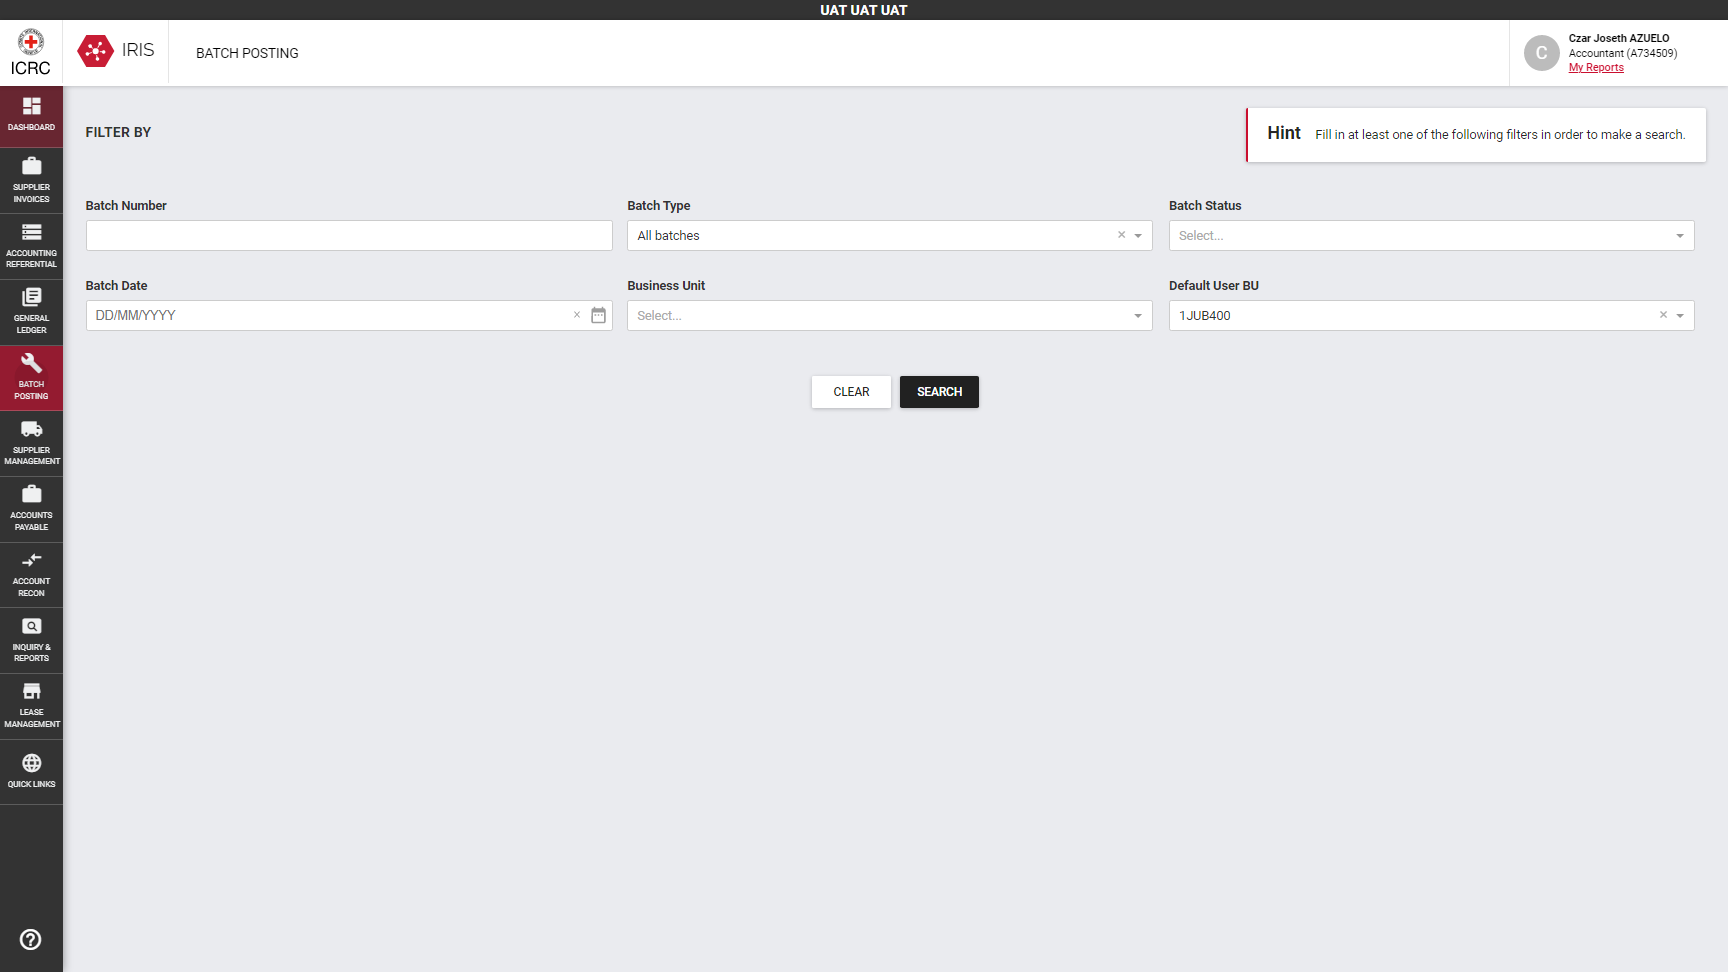 UAT UAT UAT
ICRC
IRIS
BATCH POSTING
C
Czar Joseth AZUELO
Accountant (A734509)
My Reports
DASHBOARD
SUPPLIER
INVOICES
ACCOUNTING
REFERENTIAL
GENERAL
LEDGER
BATCH
POSTING
SUPPLIER
MANAGEMENT
ACCOUNTS
PAYABLE
ACCOUNT
RECON
INQUIRY &
REPORTS
LEASE
MANAGEMENT
QUICK LINKS
FILTER BY
Hint Fill in at least one of the following filters in order to make a search.
Batch Number
Batch Type
All batches
Batch Status
Select...
Batch Date
DD/MM/YYYY
Business Unit
Select...
Default User BU
1JUB400
CLEAR
SEARCH